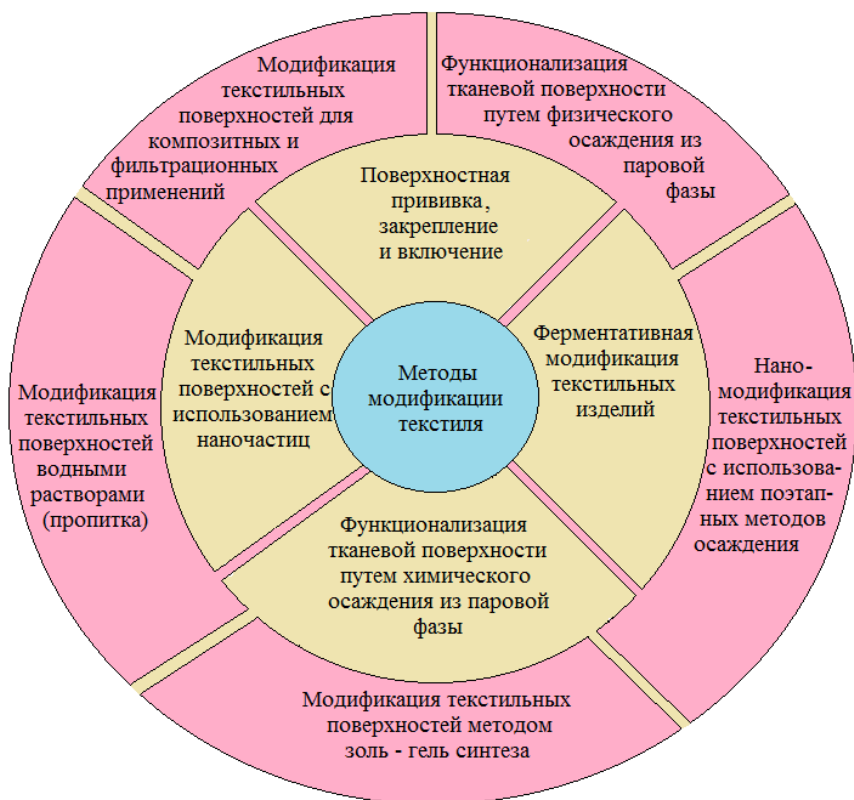 Модификация
текстильных
поверхностей для
композитных и
фильтрационных
применений
Функционализация
тканевой поверхности
путем физического
осаждения из
паровой
фазы
Поверхностная
прививка,
закрепление
и включение
Модификация
текстильных
поверхностей с
использованием
наночастиц
Методы
модификации
текстиля
Ферментативная
модификация
текстильных
изделий
Модификация
текстильных
поверхностей
водными
растворами
(пропитка)
Нано-
модификация
текстильных
поверхностей
с использова-
нием поэтап-
ных методов
осаждения
Функционализация
тканевой поверхности
путем химического
осаждения из паровой
фазы
Модификация текстильных
поверхностей методом
золь - гель синтеза